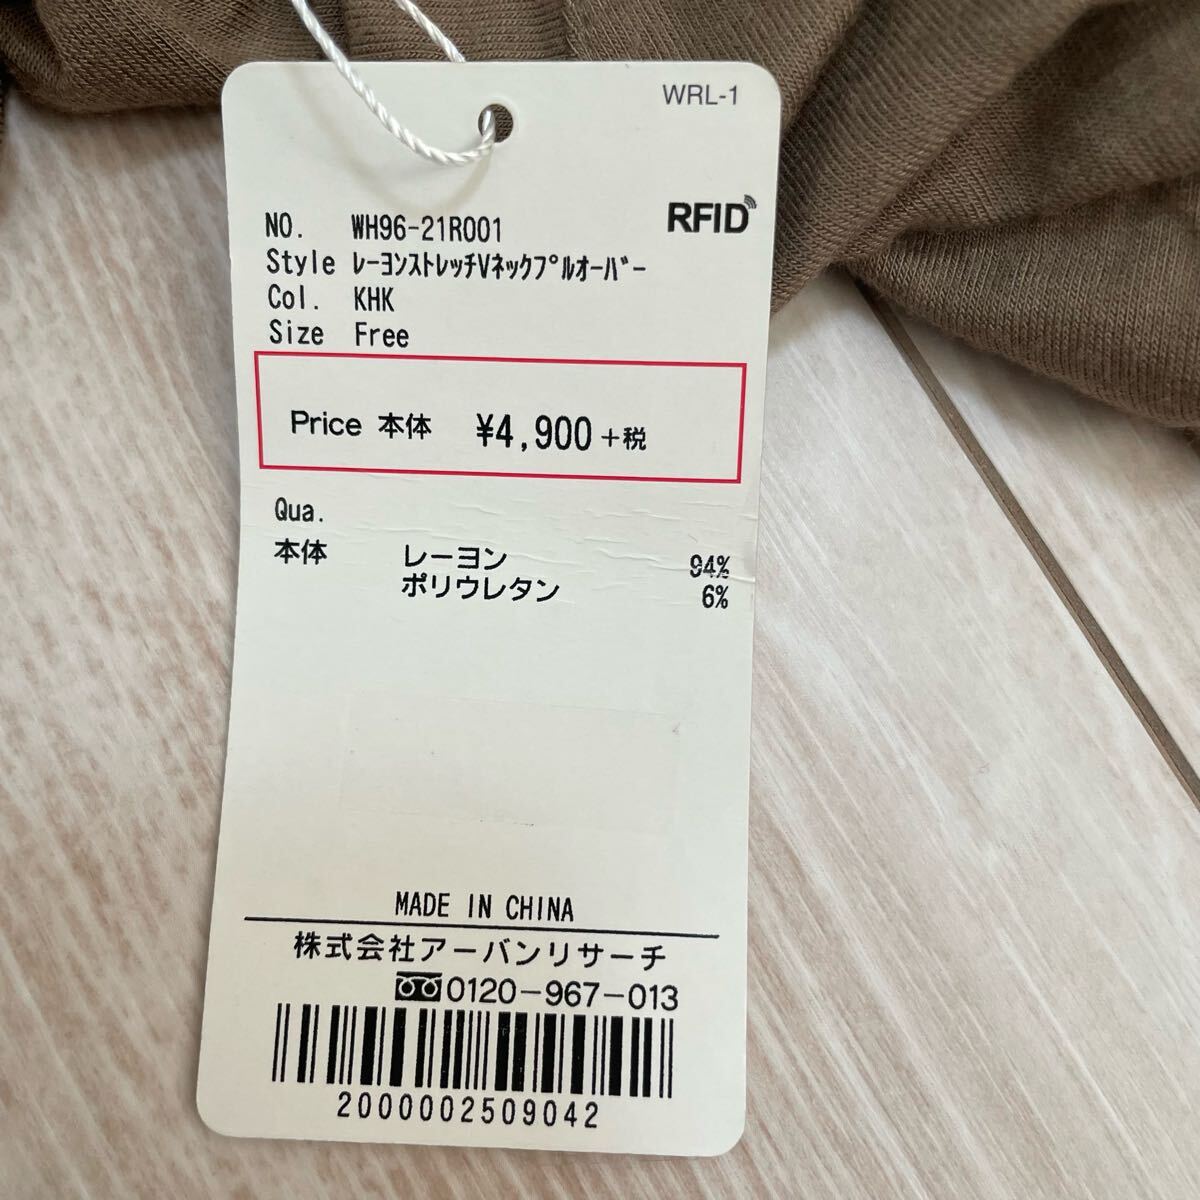 WRL-1
RFID
NO. WH96-21R001
Style ﾚｰﾖﾝｽﾄﾚｯﾁVﾈｯｸﾌﾟﾙｵｰﾊﾞｰ
Col. KHK
Size Free
Price 本体 ¥4,900+税
Qua.
本体 レーヨン 94%
ポリウレタン 6%
MADE IN CHINA
株式会社アーバンリサーチ
0120-967-013
2000002509042